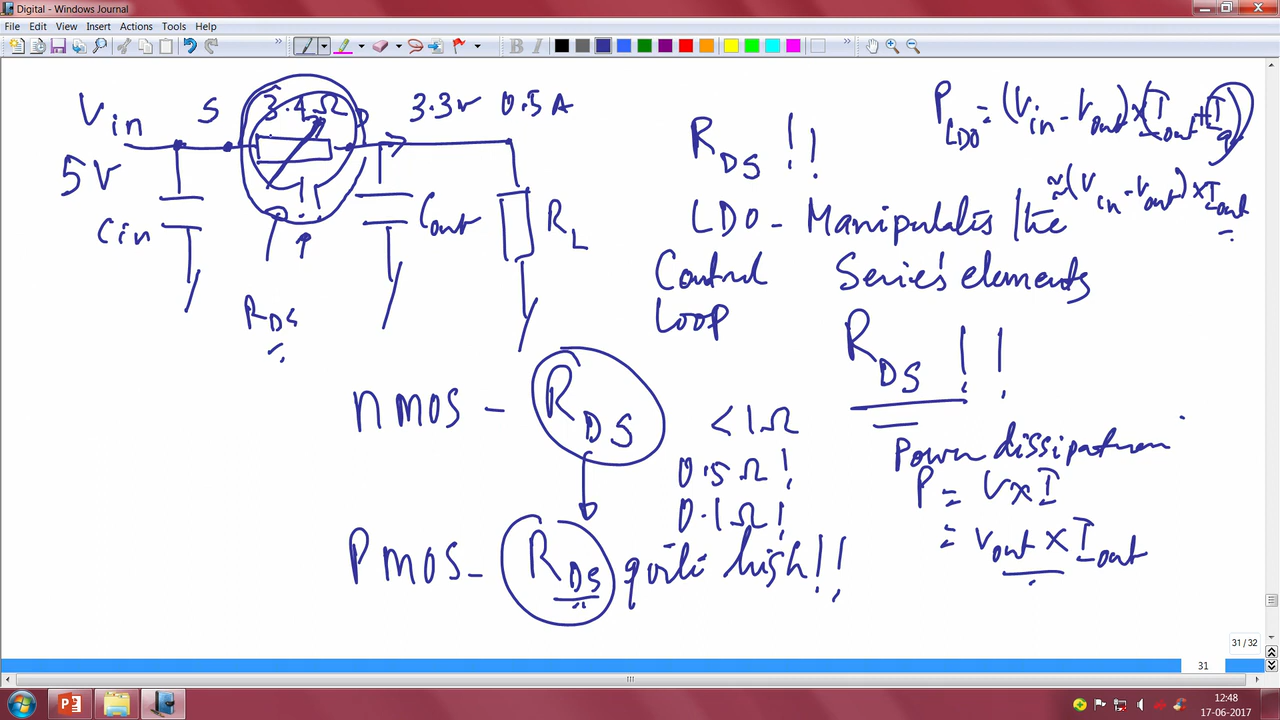 Digital - Windows Journal
File Edit View Insert Actions Tools Help
Vin S 3.4Ω D 3.3v 0.5A
5V
Cin Cout RL
RDS
RDS !!
PLDO = (Vin - Vout) × (Iout + Iq)
≈ (Vin - Vout) × Iout
LDO - Manipulates the
Control Series elements
Loop
RDS !!
nMOS - RDS <1Ω
0.5Ω !
0.1Ω !
PMOS - RDS quite high !!
Power dissipation
P = V×I
= Vout × Iout
31 / 32
31
12:48
17-06-2017